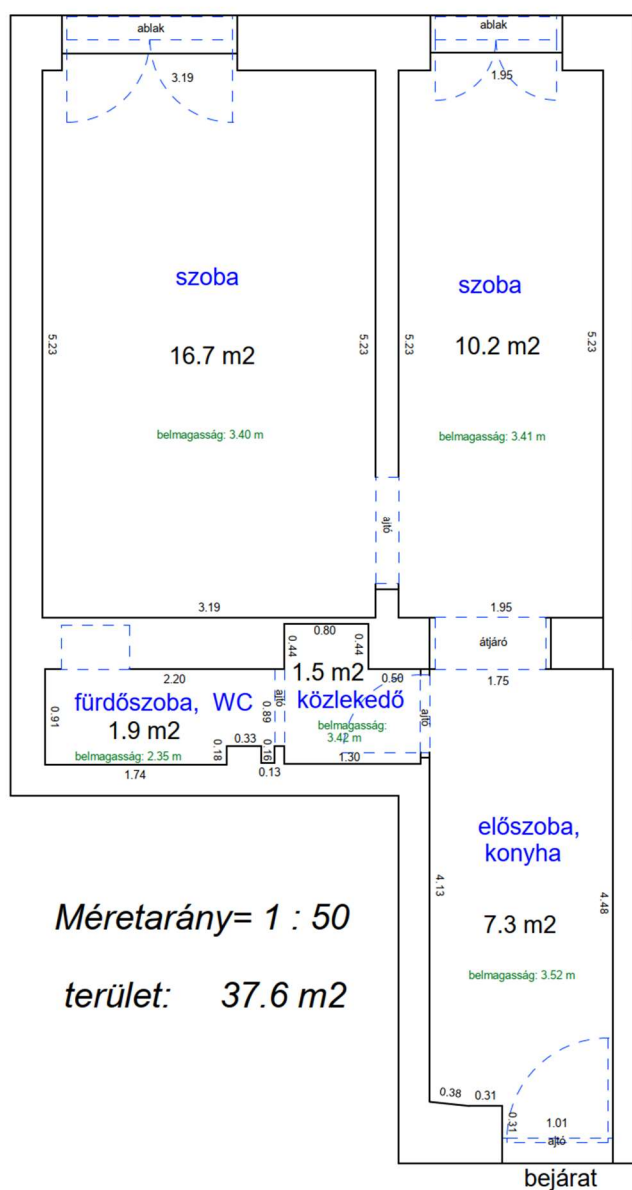 ablak
ablak
3.19
1.95
szoba
szoba
5.23
5.23
5.23
5.23
16.7 m2
10.2 m2
belmagasság: 3.40 m
belmagasság: 3.41 m
ajtó
3.19
1.95
0.80
0.44
0.44
átjáró
2.20
1.5 m2
0.50
1.75
fürdőszoba, WC
ajtó
közlekedő
ajtó
0.91
1.9 m2
0.89
belmagasság:
3.42 m
belmagasság: 2.35 m
0.18
0.33
0.16
1.74
0.13
1.30
előszoba,
konyha
4.13
4.48
7.3 m2
belmagasság: 3.52 m
Méretarány= 1 : 50
terület: 37.6 m2
0.38
0.31
0.31
1.01
ajtó
bejárat